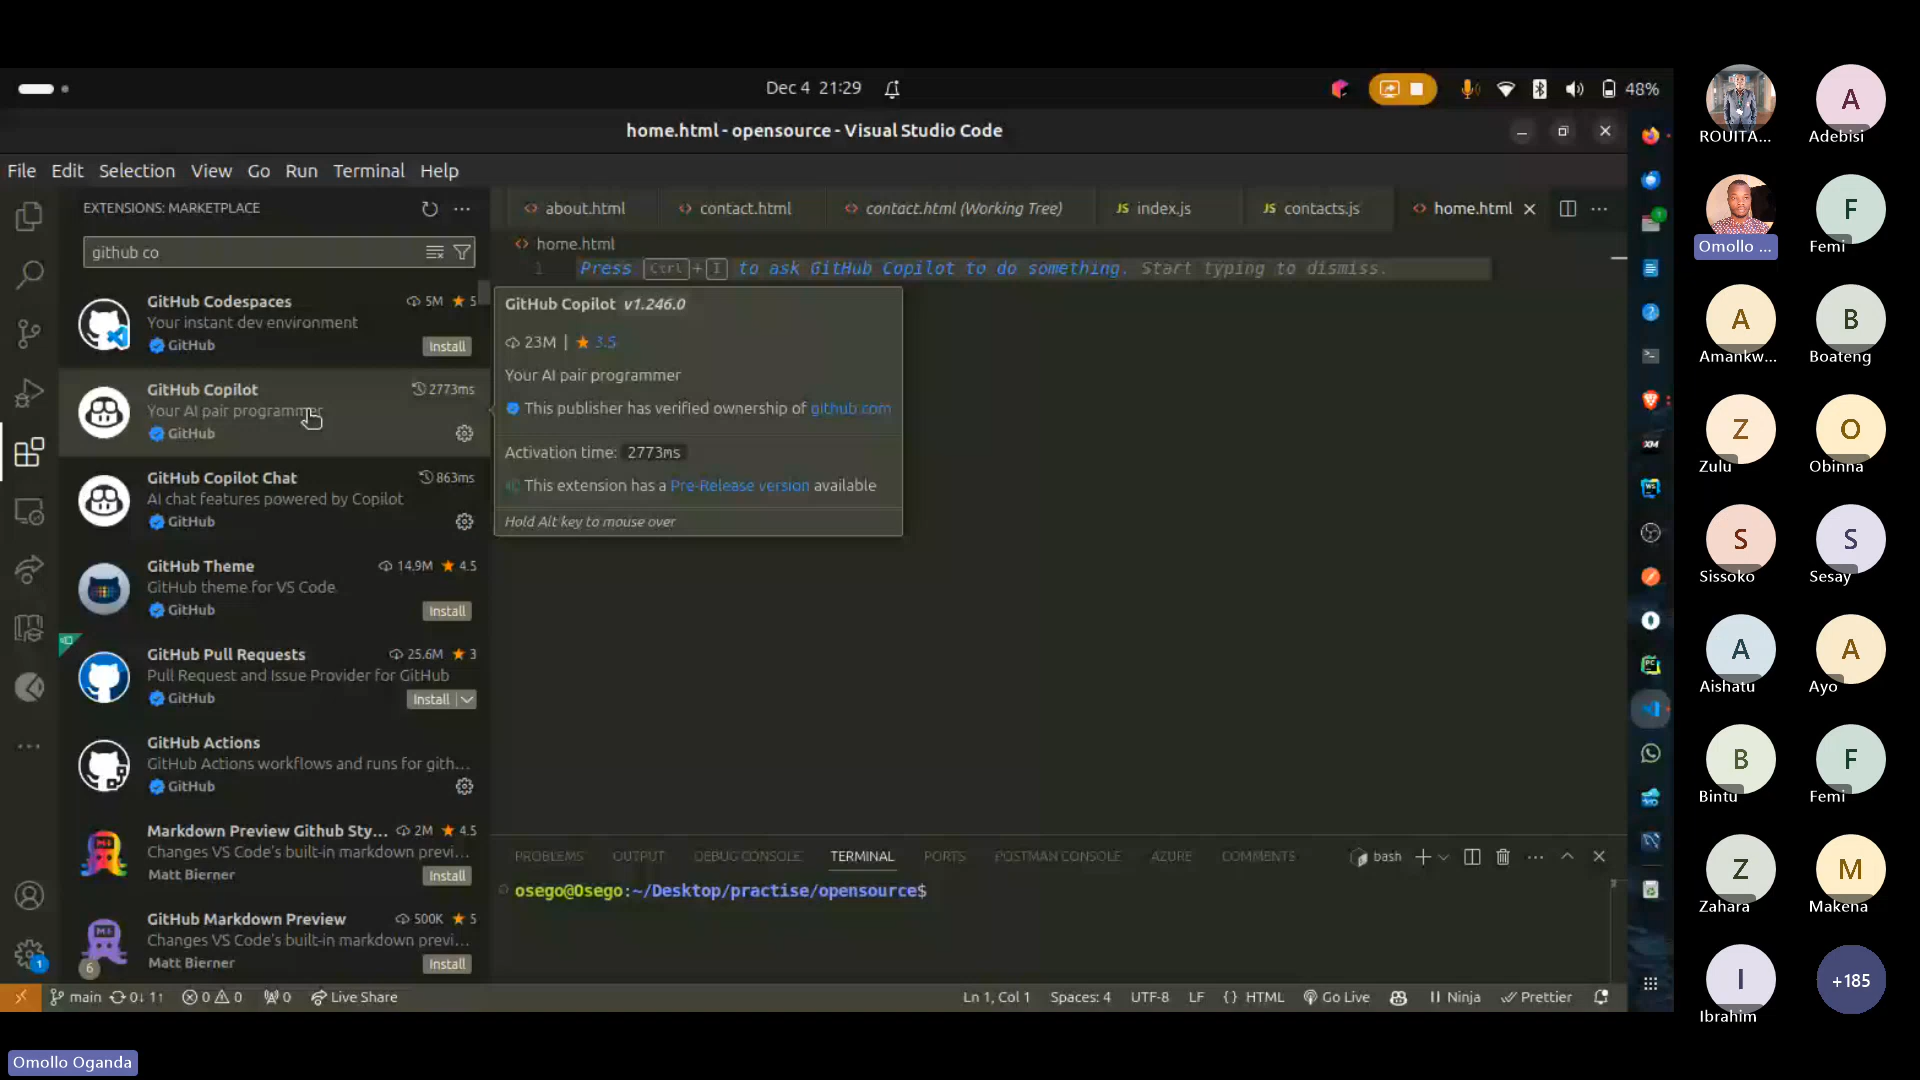 Dec 4 21:29
48%
home.html - opensource - Visual Studio Code
File Edit Selection View Go Run Terminal Help
EXTENSIONS: MARKETPLACE
github co
GitHub Codespaces 5M 5
Your instant dev environment
GitHub
Install
GitHub Copilot 2773ms
Your AI pair programmer
GitHub
GitHub Copilot Chat 863ms
AI chat features powered by Copilot
GitHub
GitHub Theme 14.9M 4.5
GitHub theme for VS Code
GitHub
Install
GitHub Pull Requests 25.6M 3
Pull Request and Issue Provider for GitHub
GitHub
Install
GitHub Actions
GitHub Actions workflows and runs for gith...
GitHub
Markdown Preview Github Sty... 2M 4.5
Changes VS Code's built-in markdown previ...
Matt Bierner
Install
GitHub Markdown Preview 500K 5
Changes VS Code's built-in markdown previ...
Matt Bierner
Install
6
1
about.html contact.html contact.html (Working Tree) JS index.js JS contacts.js home.html
home.html
1 Press Ctrl + I to ask GitHub Copilot to do something. Start typing to dismiss.
GitHub Copilot v1.246.0
23M | 3.5
Your AI pair programmer
This publisher has verified ownership of github.com
Activation time: 2773ms
This extension has a Pre-Release version available
Hold Alt key to mouse over
PROBLEMS OUTPUT DEBUG CONSOLE TERMINAL PORTS POSTMAN CONSOLE AZURE COMMENTS
bash
osego@Osego:~/Desktop/practise/opensource$
main 0↓ 1↑ 0 0 0 Live Share
Ln 1, Col 1 Spaces: 4 UTF-8 LF {} HTML Go Live Ninja Prettier
ROUITA...
A
Adebisi
Omollo ...
F
Femi
A
Amankw...
B
Boateng
Z
Zulu
O
Obinna
S
Sissoko
S
Sesay
A
Aishatu
A
Ayo
B
Bintu
F
Femi
Z
Zahara
M
Makena
I
Ibrahim
+185
Omollo Oganda